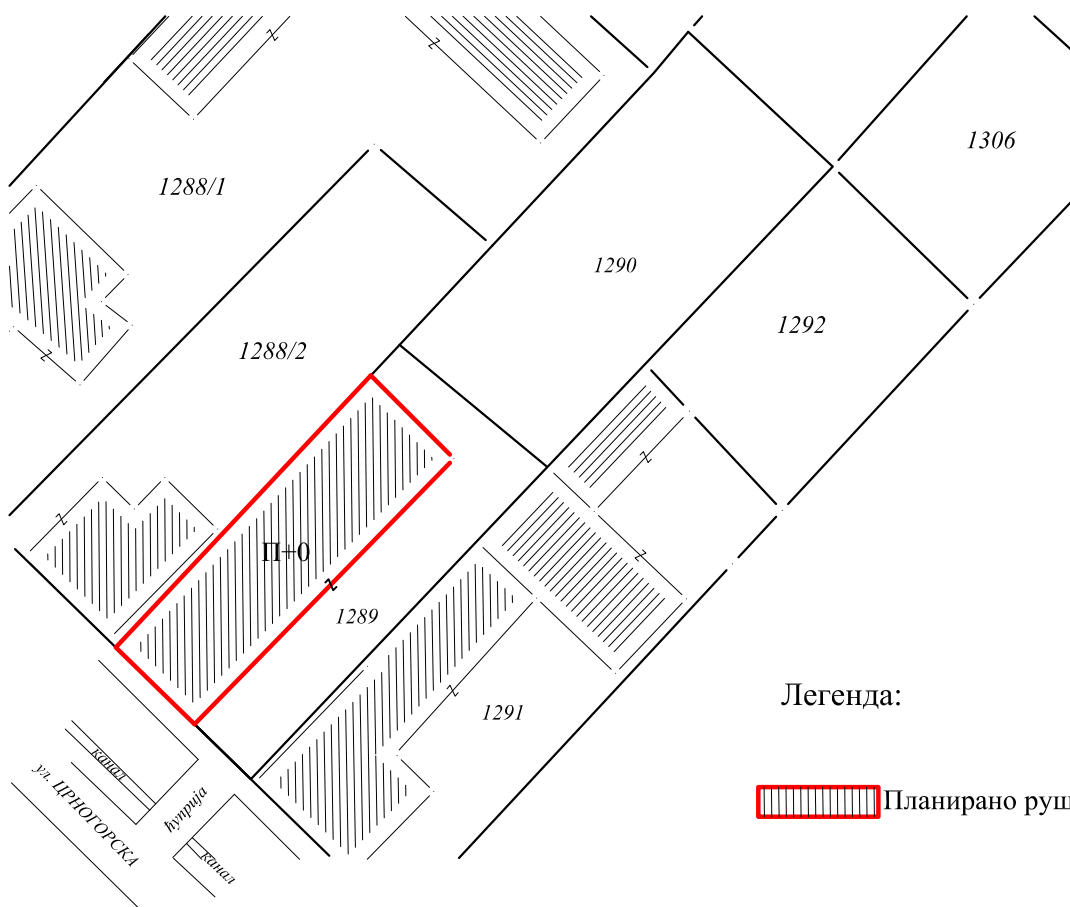 1306
1288/1
1290
1292
1288/2
П+0
1289
1291
Легенда:
Планирано руш
канал
ул. ЦРНОГОРСКА
ћуприја
канал